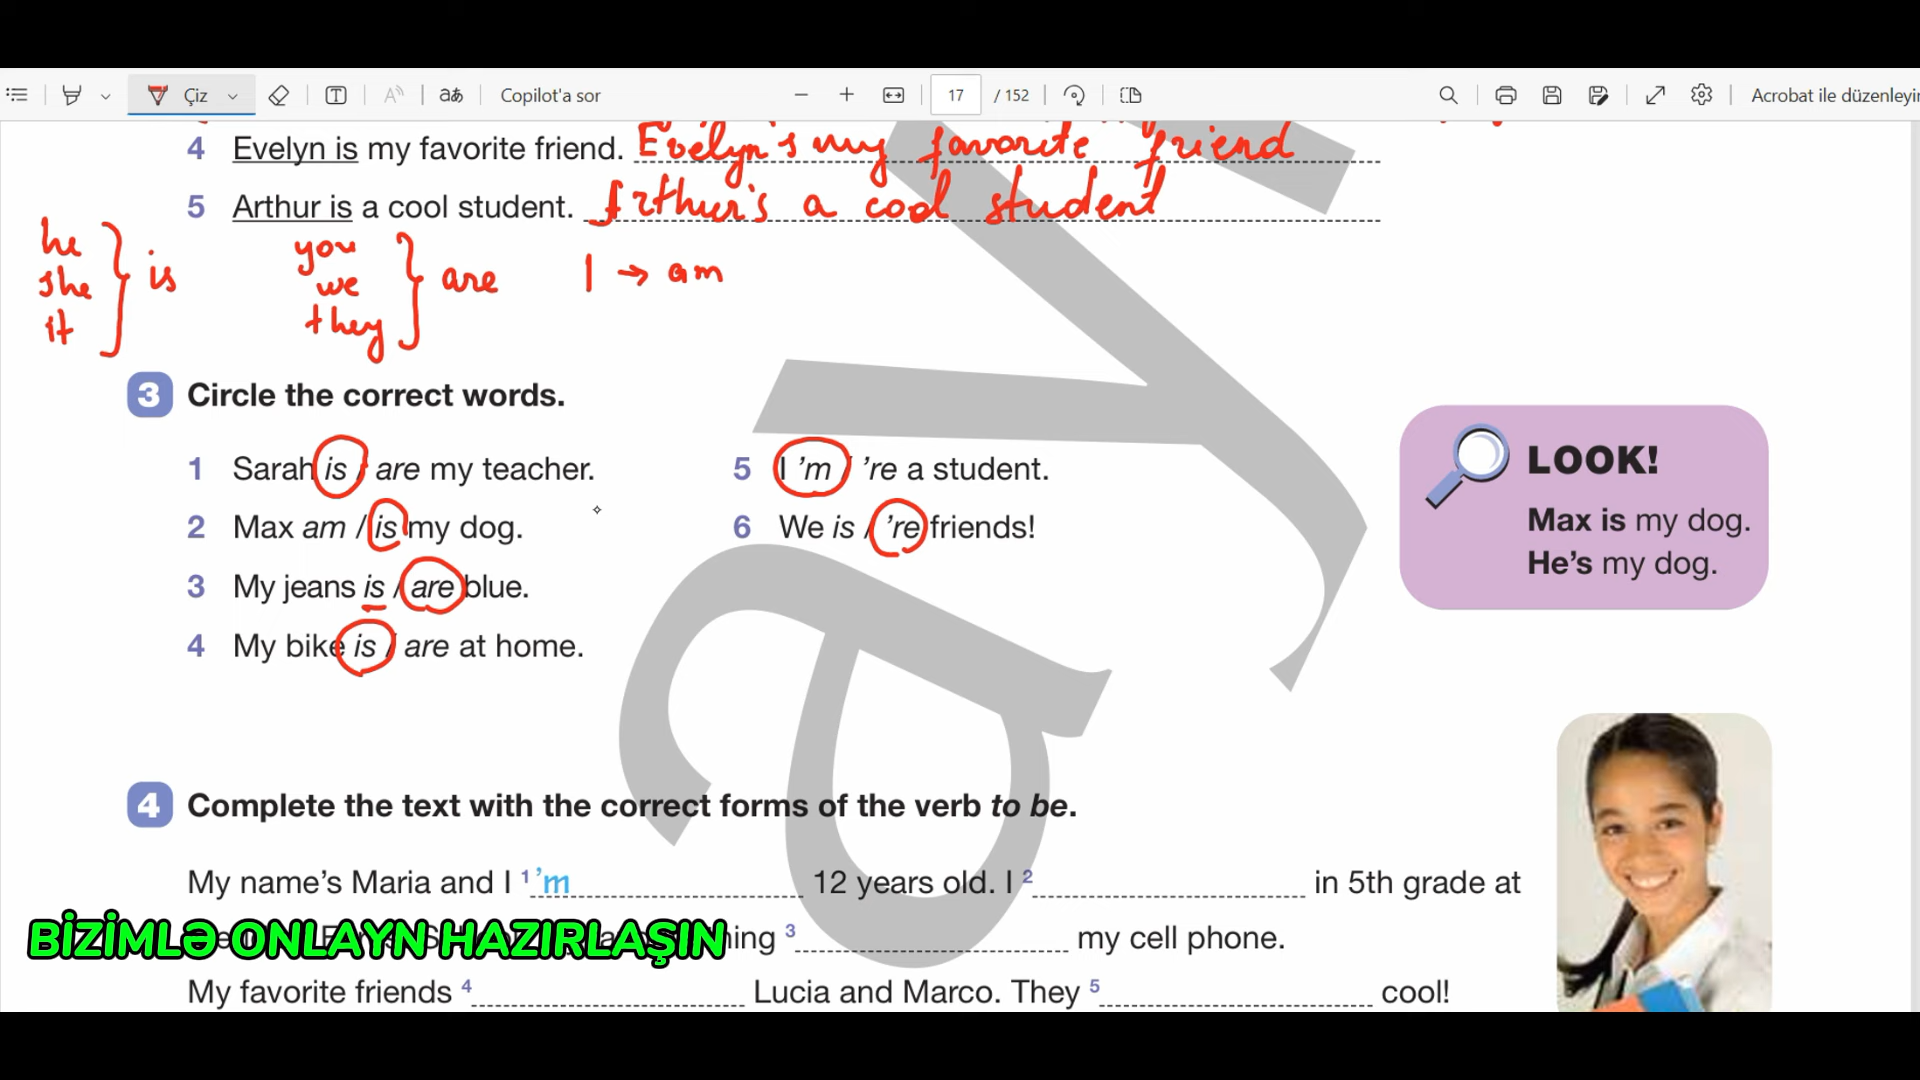 Çiz
Copilot'a sor
17 / 152
Acrobat ile düzenleyin
4 Evelyn is my favorite friend. Evelyn's my favorite friend
5 Arthur is a cool student. Arthur's a cool student
he
she
it
is
you
we
they
are
I → am
3 Circle the correct words.
1 Sarah is / are my teacher.
2 Max am / is my dog.
3 My jeans is / are blue.
4 My bike is / are at home.
5 I 'm / 're a student.
6 We is / 're friends!
LOOK!
Max is my dog.
He's my dog.
4 Complete the text with the correct forms of the verb to be.
My name's Maria and I 1 'm 12 years old. I 2 in 5th grade at
3 my cell phone.
BİZİMLƏ ONLAYN HAZIRLAŞIN
My favorite friends 4 Lucia and Marco. They 5 cool!